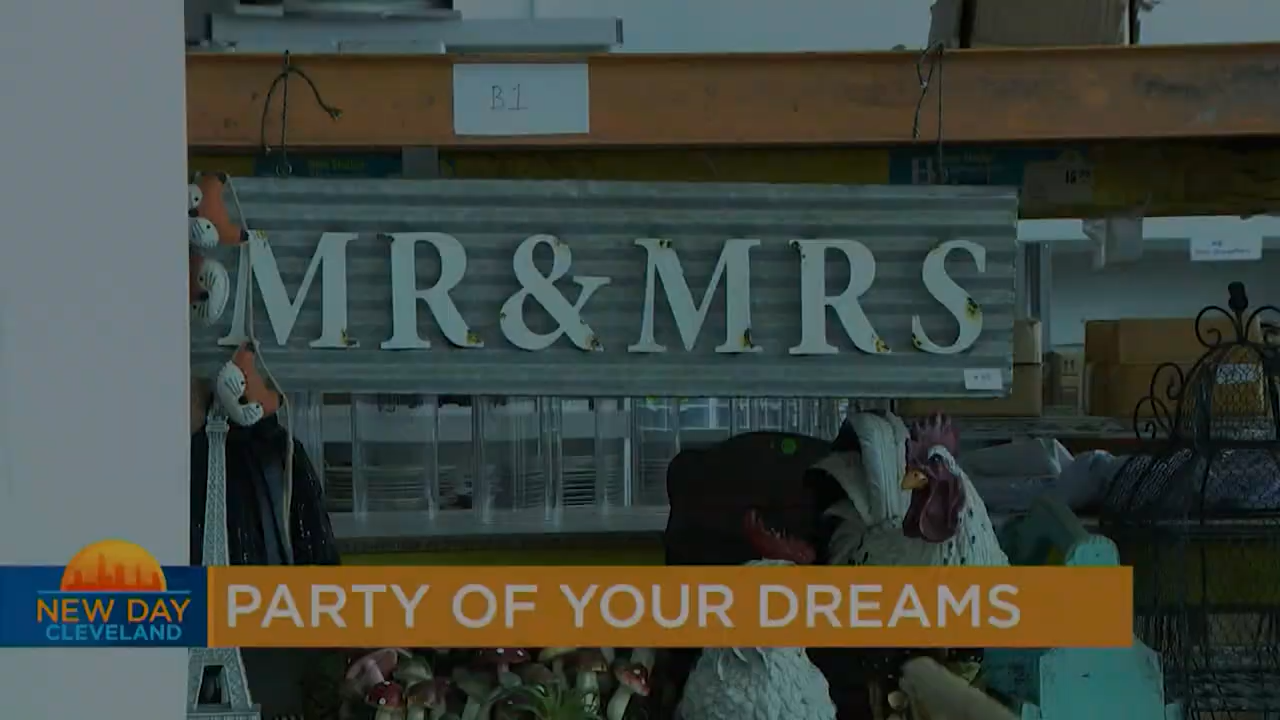 B1
MR&MRS
NEW DAY
CLEVELAND
PARTY OF YOUR DREAMS